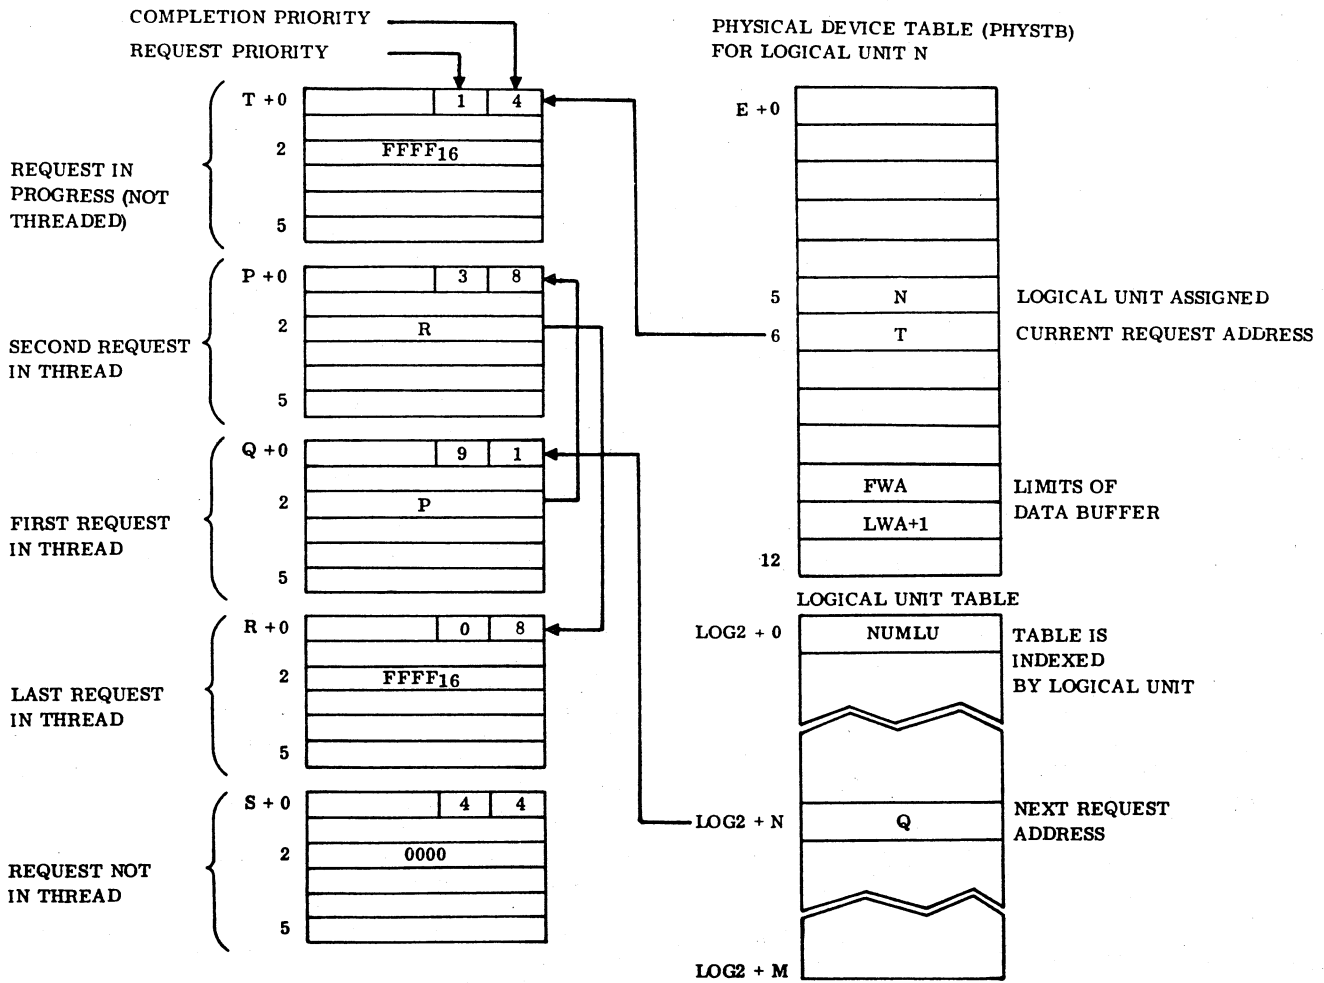 COMPLETION PRIORITY
REQUEST PRIORITY
T +0
1 4
2
FFFF16
5
REQUEST IN
PROGRESS (NOT
THREADED)
P +0
3 8
2
R
5
SECOND REQUEST
IN THREAD
Q +0
9 1
2
P
5
FIRST REQUEST
IN THREAD
R +0
0 8
2
FFFF16
5
LAST REQUEST
IN THREAD
S + 0
4 4
2
0000
5
REQUEST NOT
IN THREAD
PHYSICAL DEVICE TABLE (PHYSTB)
FOR LOGICAL UNIT N
E +0
5
N
LOGICAL UNIT ASSIGNED
6
T
CURRENT REQUEST ADDRESS
FWA
LWA+1
LIMITS OF
DATA BUFFER
12
LOGICAL UNIT TABLE
LOG2 + 0
NUMLU
TABLE IS
INDEXED
BY LOGICAL UNIT
LOG2 + N
Q
NEXT REQUEST
ADDRESS
LOG2 + M